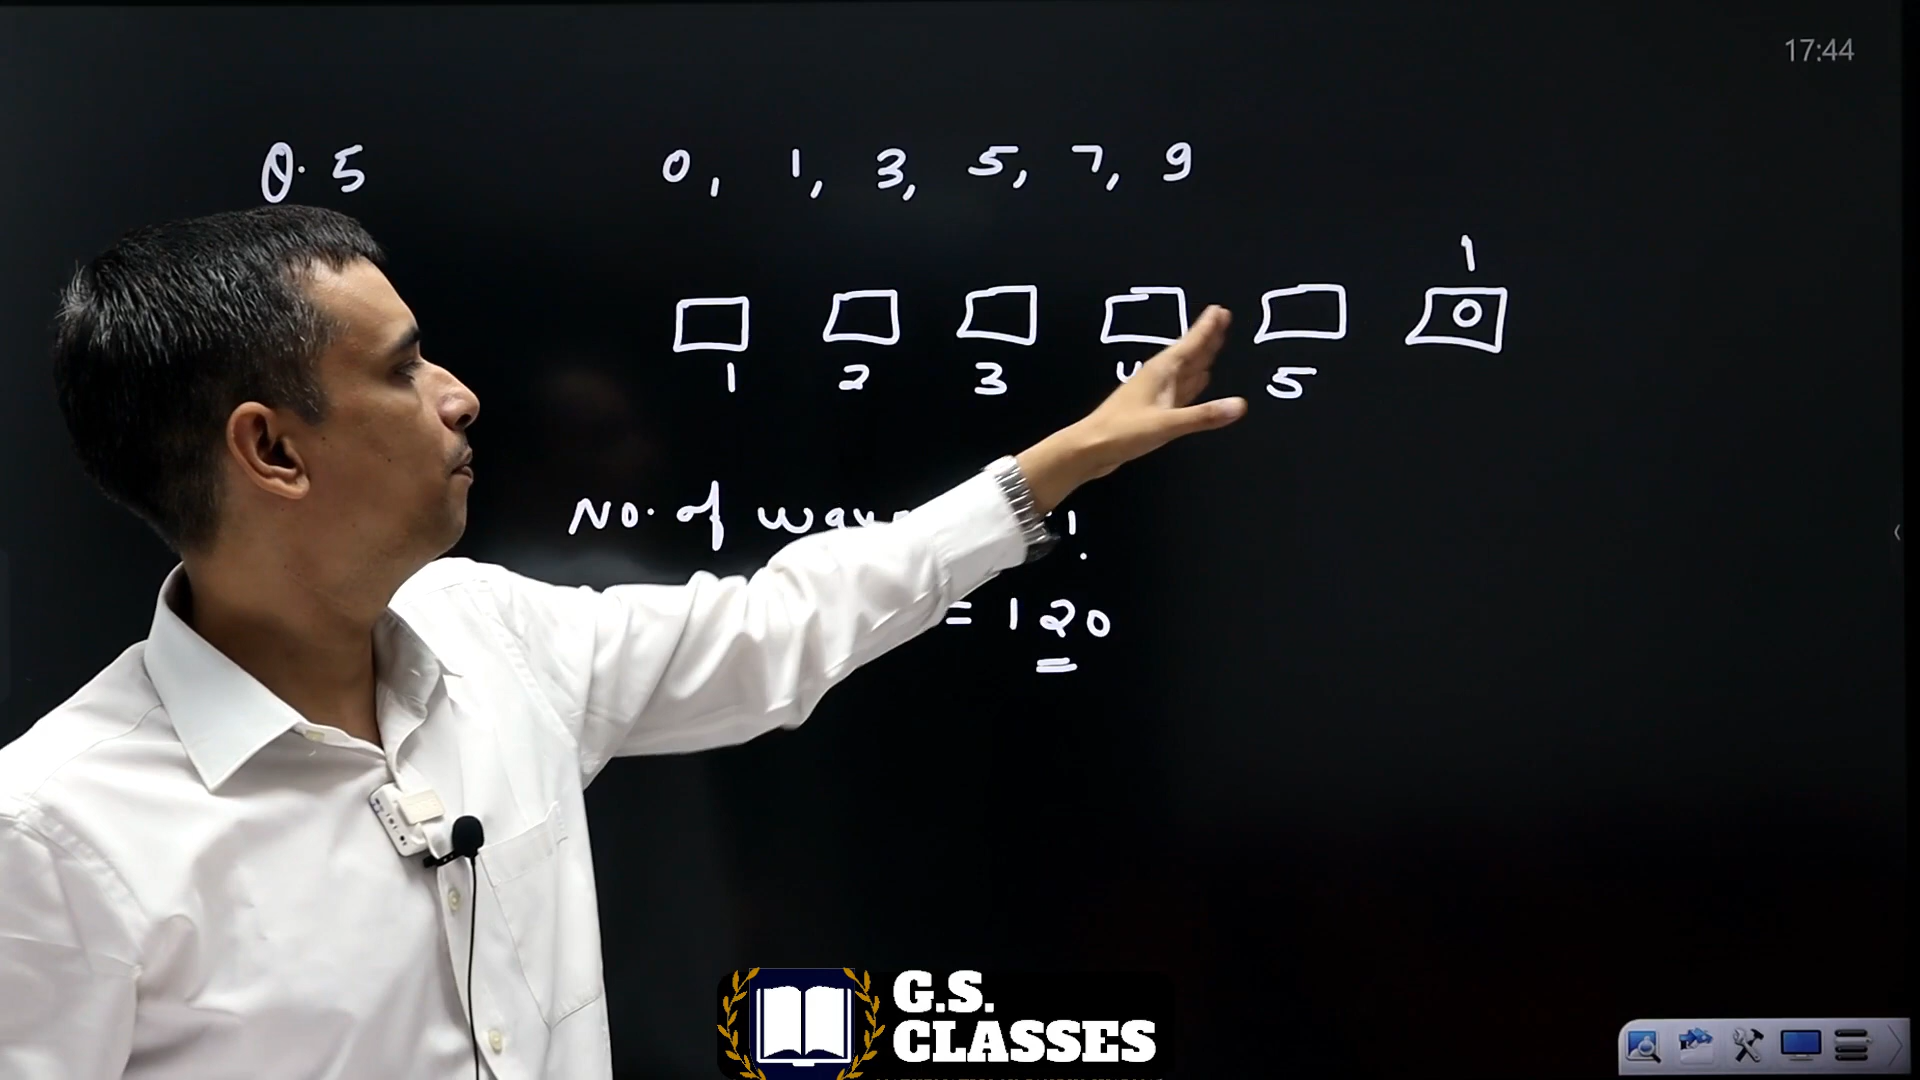 17:44
Q. 5
0, 1, 3, 5, 7, 9
1
0
1 2 3 4 5
No. of
!
= 120
G.S.
CLASSES